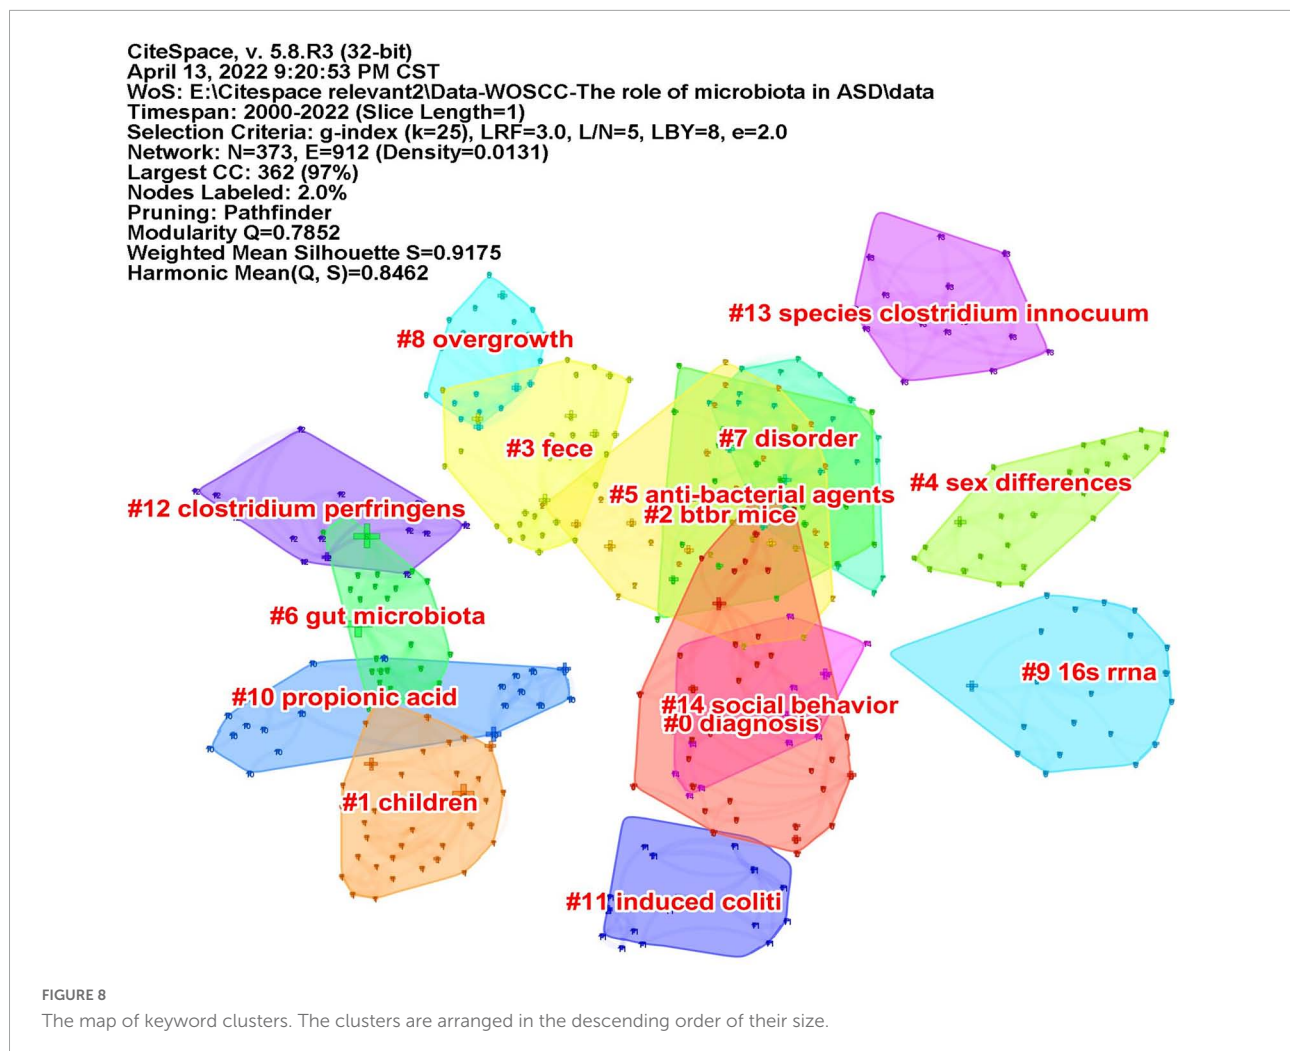 CiteSpace, v. 5.8.R3 (32-bit)
April 13, 2022 9:20:53 PM CST
WoS: E:\Citespace relevant2\Data-WOSCC-The role of microbiota in ASD\data
Timespan: 2000-2022 (Slice Length=1)
Selection Criteria: g-index (k=25), LRF=3.0, L/N=5, LBY=8, e=2.0
Network: N=373, E=912 (Density=0.0131)
Largest CC: 362 (97%)
Nodes Labeled: 2.0%
Pruning: Pathfinder
Modularity Q=0.7852
Weighted Mean Silhouette S=0.9175
Harmonic Mean(Q, S)=0.8462
#13 species clostridium innocuum
#8 overgrowth
#7 disorder
#3 fece
#4 sex differences
#5 anti-bacterial agents
#12 clostridium perfringens
#2 btbr mice
#6 gut microbiota
#9 16s rrna
#10 propionic acid
#14 social behavior
#0 diagnosis
#1 children
#11 induced coliti
FIGURE 8
The map of keyword clusters. The clusters are arranged in the descending order of their size.